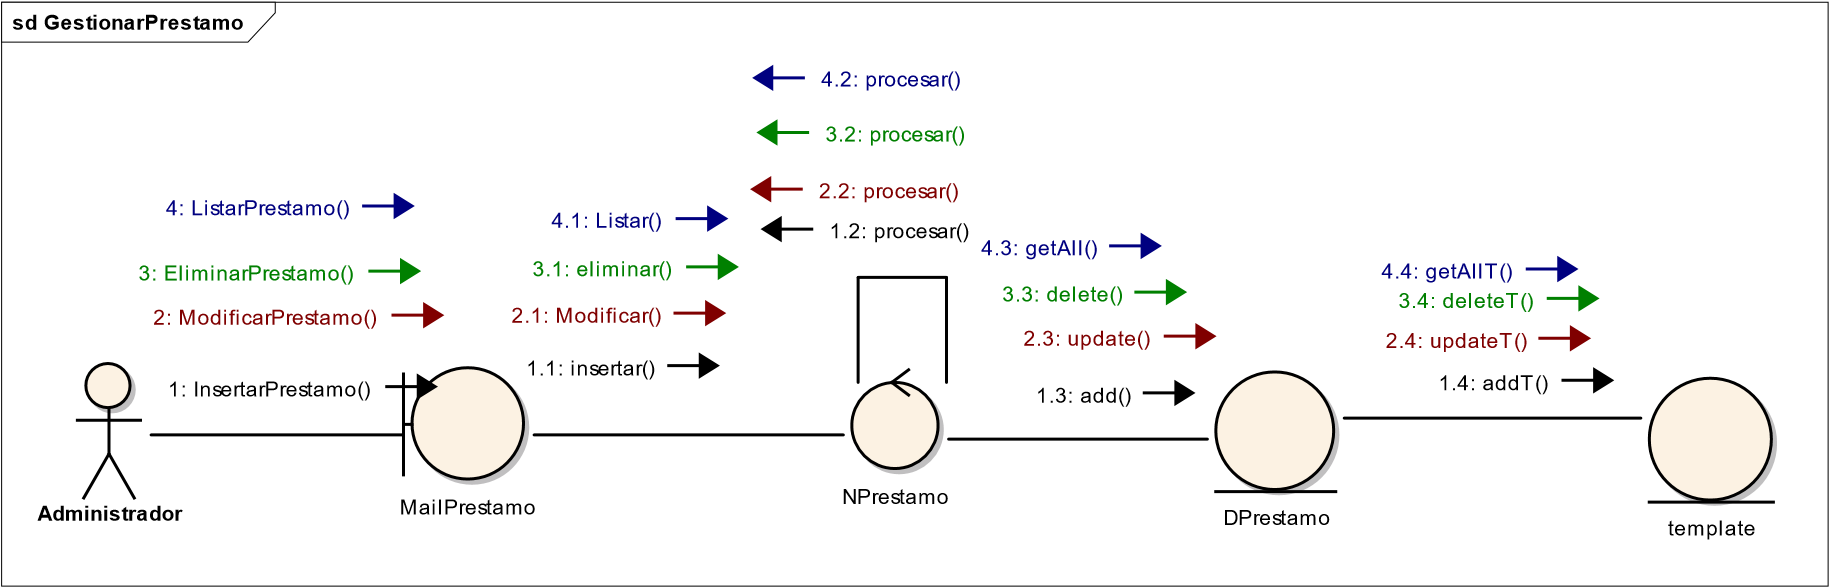 sd GestionarPrestamo
4.2: procesar()
3.2: procesar()
2.2: procesar()
1.2: procesar()
4: ListarPrestamo()
3: EliminarPrestamo()
2: ModificarPrestamo()
1: InsertarPrestamo()
4.1: Listar()
3.1: eliminar()
2.1: Modificar()
1.1: insertar()
4.3: getAll()
3.3: delete()
2.3: update()
1.3: add()
4.4: getAllT()
3.4: deleteT()
2.4: updateT()
1.4: addT()
Administrador
MailPrestamo
NPrestamo
DPrestamo
template